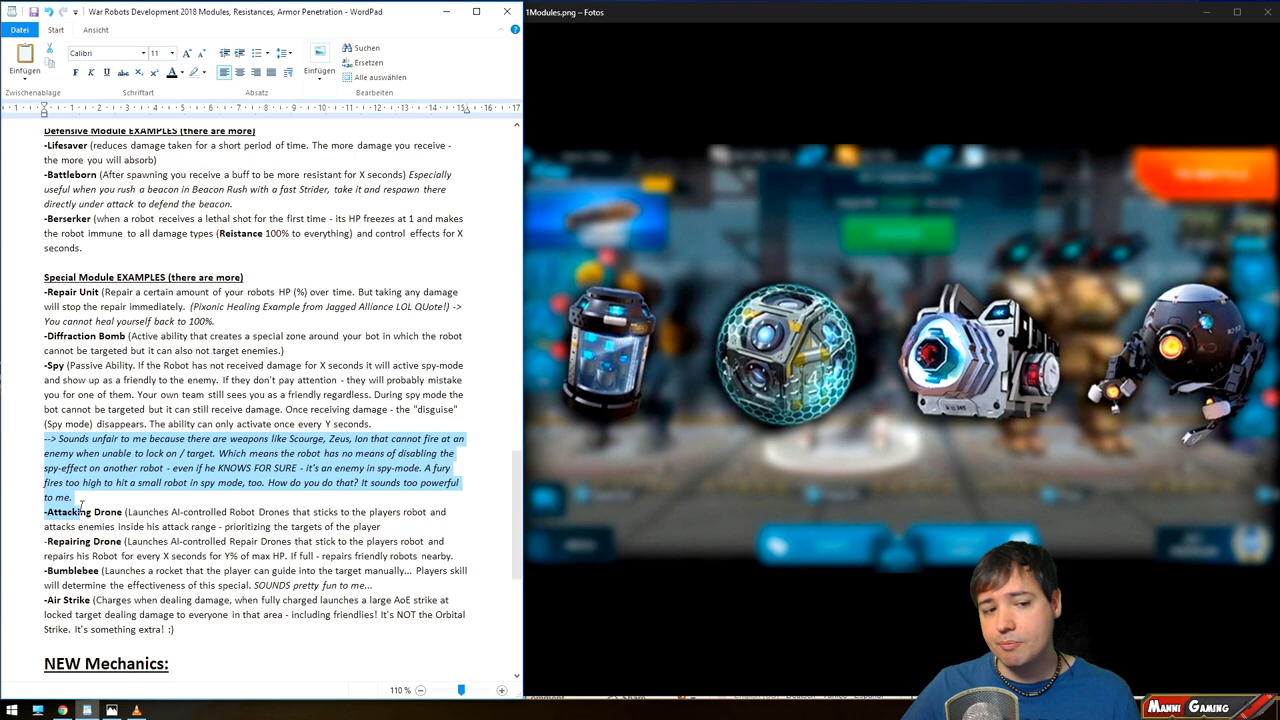 War Robots Development 2018 Modules, Resistances, Armor Penetration - WordPad
1Modules.png – Fotos
Datei Start Ansicht
Calibri 11
Suchen
Ersetzen
Alle auswählen
Einfügen
Einfügen
F K U abc
Zwischenablage Schriftart Absatz Bearbeiten
1 1 2 3 4 5 6 7 8 9 10 11 12 13 14 15 16 17
Defensive Module EXAMPLES (there are more)
-Lifesaver (reduces damage taken for a short period of time. The more damage you receive -
the more you will absorb)
-Battleborn (After spawning you receive a buff to be more resistant for X seconds) Especially
useful when you rush a beacon in Beacon Rush with a fast Strider, take it and respawn there
directly under attack to defend the beacon.
-Berserker (when a robot receives a lethal shot for the first time - its HP freezes at 1 and makes
the robot immune to all damage types (Reistance 100% to everything) and control effects for X
seconds.
Special Module EXAMPLES (there are more)
-Repair Unit (Repair a certain amount of your robots HP (%) over time. But taking any damage
will stop the repair immediately. (Pixonic Healing Example from Jagged Alliance LOL QUote!) ->
You cannot heal yourself back to 100%.
-Diffraction Bomb (Active ability that creates a special zone around your bot in which the robot
cannot be targeted but it can also not target enemies.)
-Spy (Passive Ability. If the Robot has not received damage for X seconds it will active spy-mode
and show up as a friendly to the enemy. If they don't pay attention - they will probably mistake
you for one of them. Your own team still sees you as a friendly regardless. During spy mode the
bot cannot be targeted but it can still receive damage. Once receiving damage - the "disguise"
(Spy mode) disappears. The ability can only activate once every Y seconds.
--> Sounds unfair to me because there are weapons like Scourge, Zeus, Ion that cannot fire at an
enemy when unable to lock on / target. Which means the robot has no means of disabling the
spy-effect on another robot - even if he KNOWS FOR SURE - it's an enemy in spy-mode. A fury
fires too high to hit a small robot in spy mode, too. How do you do that? It sounds too powerful
to me.
-Attacking Drone (Launches AI-controlled Robot Drones that sticks to the players robot and
attacks enemies inside his attack range - prioritizing the targets of the player
-Repairing Drone (Launches AI-controlled Repair Drones that stick to the players robot and
repairs his Robot for every X seconds for Y% of max HP. If full - repairs friendly robots nearby.
-Bumblebee (Launches a rocket that the player can guide into the target manually... Players skill
will determine the effectiveness of this special. SOUNDS pretty fun to me...
-Air Strike (Charges when dealing damage, when fully charged launches a large AoE strike at
locked target dealing damage to everyone in that area - including friendlies! It's NOT the Orbital
Strike. It's something extra! :)
NEW Mechanics:
110 %
MANNI GAMING